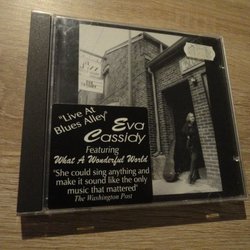 "Live At
Blues Alley"
Eva
Cassidy
Featuring
What A Wonderful World
"She could sing anything and
make it sound like the only
music that mattered"
The Washington Post